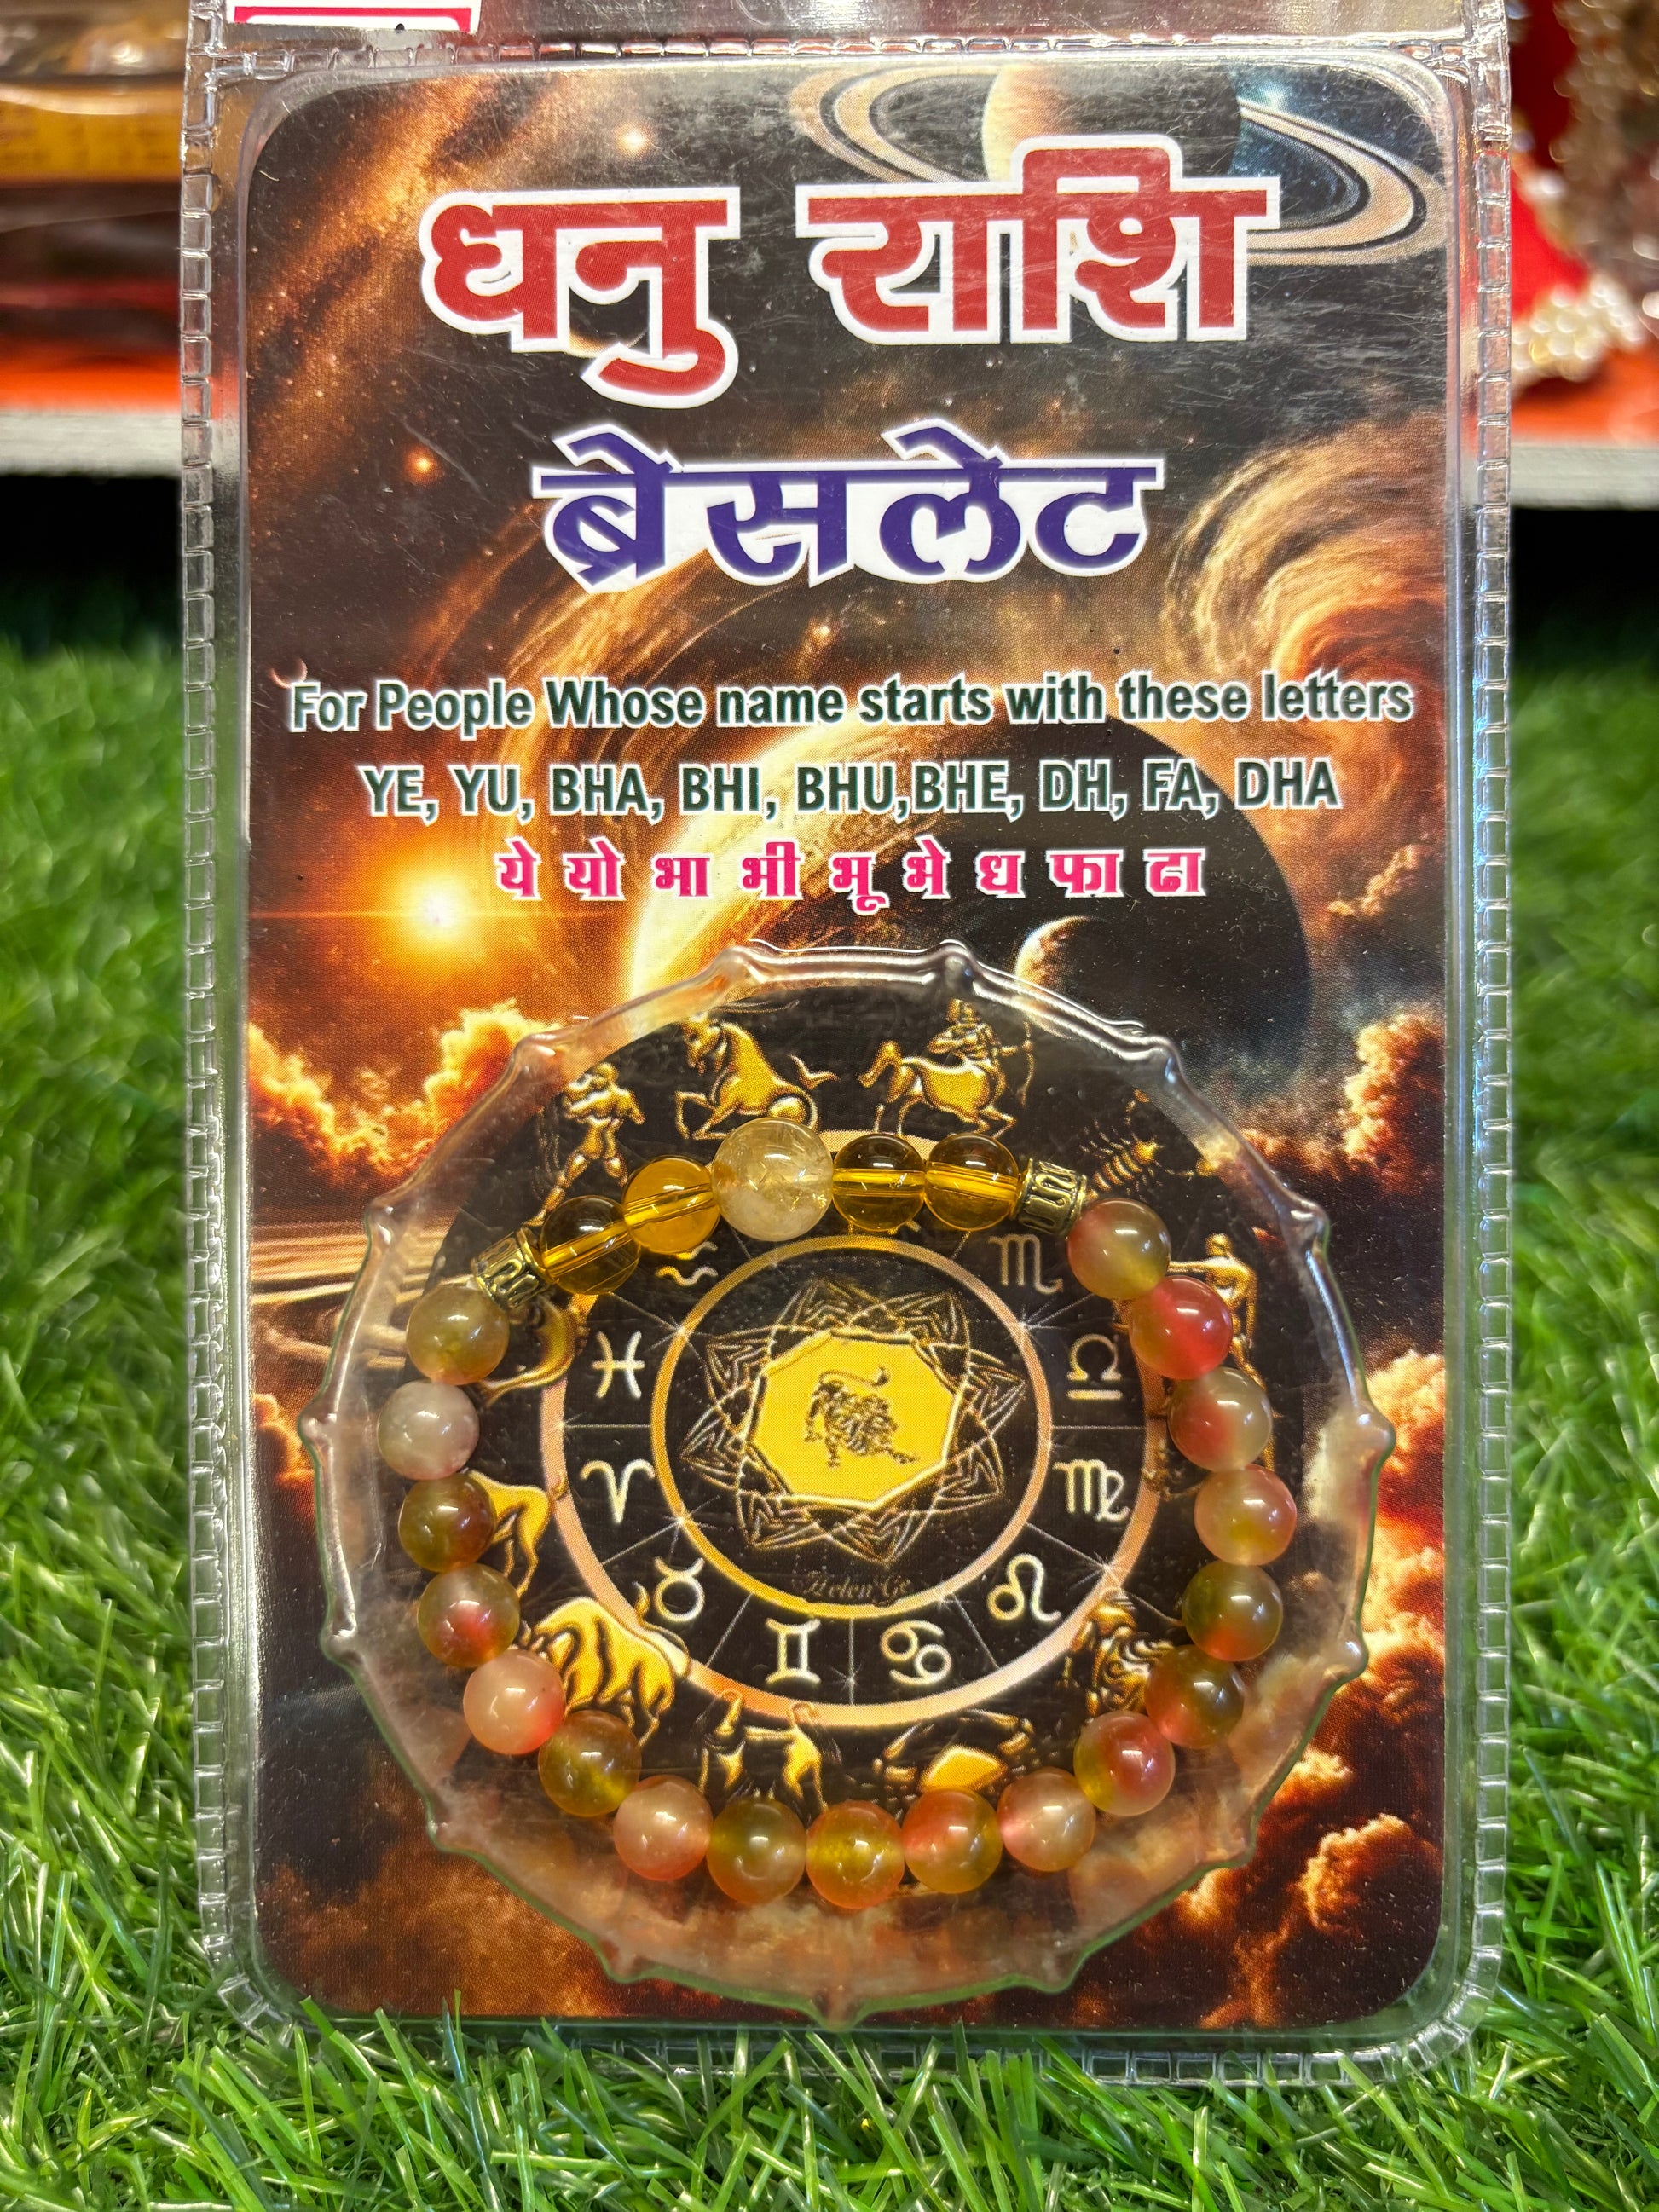 धनु राशि
ब्रेसलेट
For People Whose name starts with these letters
YE, YU, BHA, BHI, BHU,BHE, DH, FA, DHA
ये यो भा भी भू भे ध फा ढा